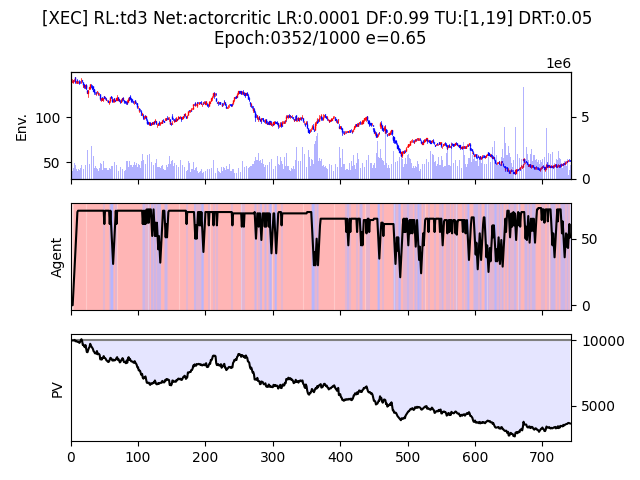 [XEC] RL:td3 Net:actorcritic LR:0.0001 DF:0.99 TU:[1,19] DRT:0.05
Epoch:0352/1000 e=0.65
1e6
Env.
100
50
5
0
Agent
50
0
PV
10000
5000
0 100 200 300 400 500 600 700